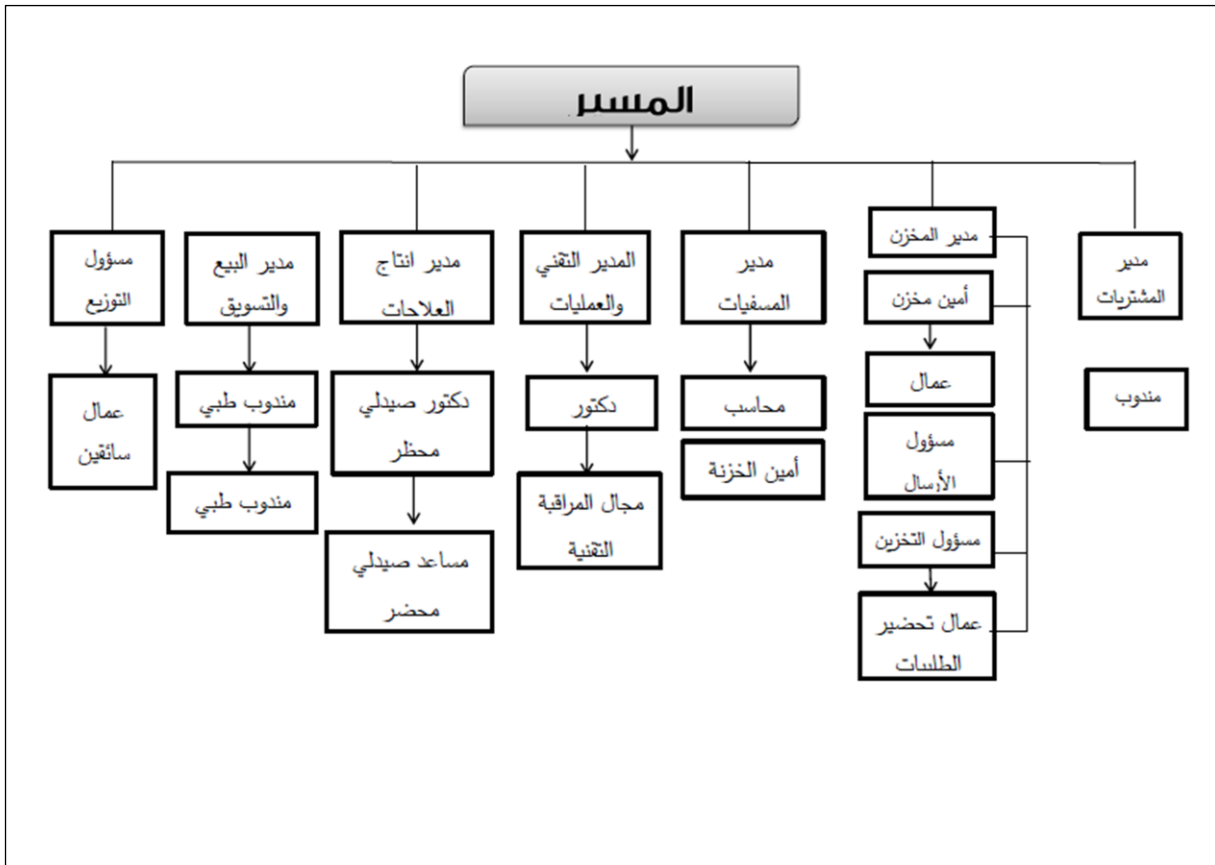 المسير
مدير
المشتريات
مندوب
مدير المخزن
أمين مخزن
عمال
مسؤول
الأرسال
مسؤول التخزين
عمال تحضير
الطلبيات
مدير
المسفيات
محاسب
أمين الخزنة
المدير التقني
والعمليات
دكتور
مجال المراقبة
التقنية
مدير انتاج
العلاجات
دكتور صيدلي
محظر
مساعد صيدلي
محضر
مدير البيع
والتسويق
مندوب طبي
مندوب طبي
مسؤول
التوزيع
عمال
سائقين